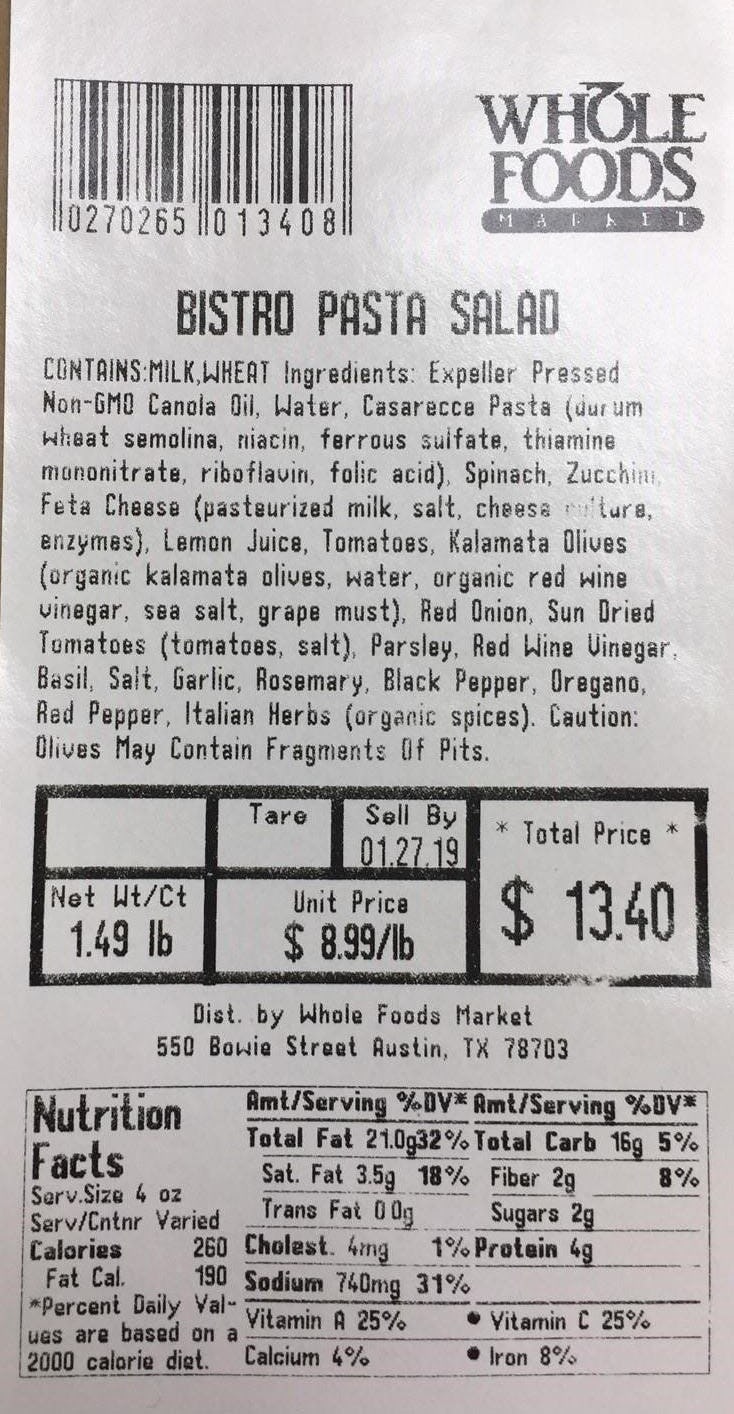 WHOLE
FOODS
MARKET
0270265 013408
BISTRO PASTA SALAD
CONTAINS:MILK,WHEAT Ingredients: Expeller Pressed
Non-GMO Canola Oil, Water, Casarecce Pasta (durum
wheat semolina, niacin, ferrous sulfate, thiamine
mononitrate, riboflavin, folic acid), Spinach, Zucchini,
Feta Cheese (pasteurized milk, salt, cheese culture,
enzymes), Lemon Juice, Tomatoes, Kalamata Olives
(organic kalamata olives, water, organic red wine
vinegar, sea salt, grape must), Red Onion, Sun Dried
Tomatoes (tomatoes, salt), Parsley, Red Wine Vinegar,
Basil, Salt, Garlic, Rosemary, Black Pepper, Oregano,
Red Pepper, Italian Herbs (organic spices). Caution:
Olives May Contain Fragments Of Pits.
Tare
Sell By
01.27.19
* Total Price *
$ 13.40
Net Wt/Ct
1.49 lb
Unit Price
$ 8.99/lb
Dist. by Whole Foods Market
550 Bowie Street Austin, TX 78703
Nutrition
Facts
Serv.Size 4 oz
Serv/Cntnr Varied
Calories 260
Fat Cal. 190
*Percent Daily Val-
ues are based on a
2000 calorie diet.
Amt/Serving %DV* Amt/Serving %DV*
Total Fat 21.0g 32% Total Carb 16g 5%
Sat. Fat 3.5g 18% Fiber 2g 8%
Trans Fat 0.0g Sugars 2g
Cholest. 4mg 1% Protein 4g
Sodium 740mg 31%
Vitamin A 25% • Vitamin C 25%
Calcium 4% • Iron 8%